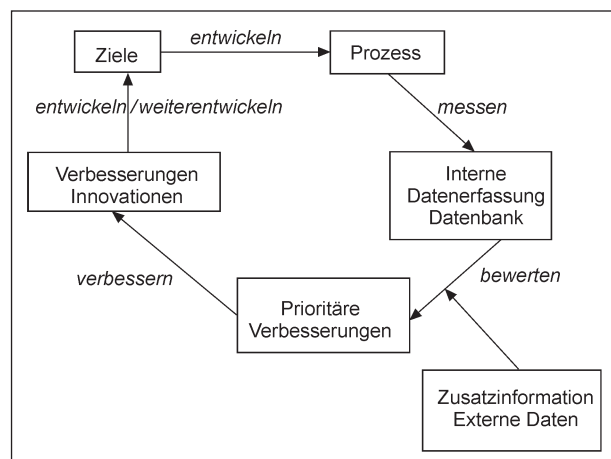 Ziele
entwickeln
Prozess
entwickeln/weiterentwickeln
messen
Verbesserungen
Innovationen
Interne
Datenerfassung
Datenbank
verbessern
bewerten
Prioritäre
Verbesserungen
Zusatzinformation
Externe Daten